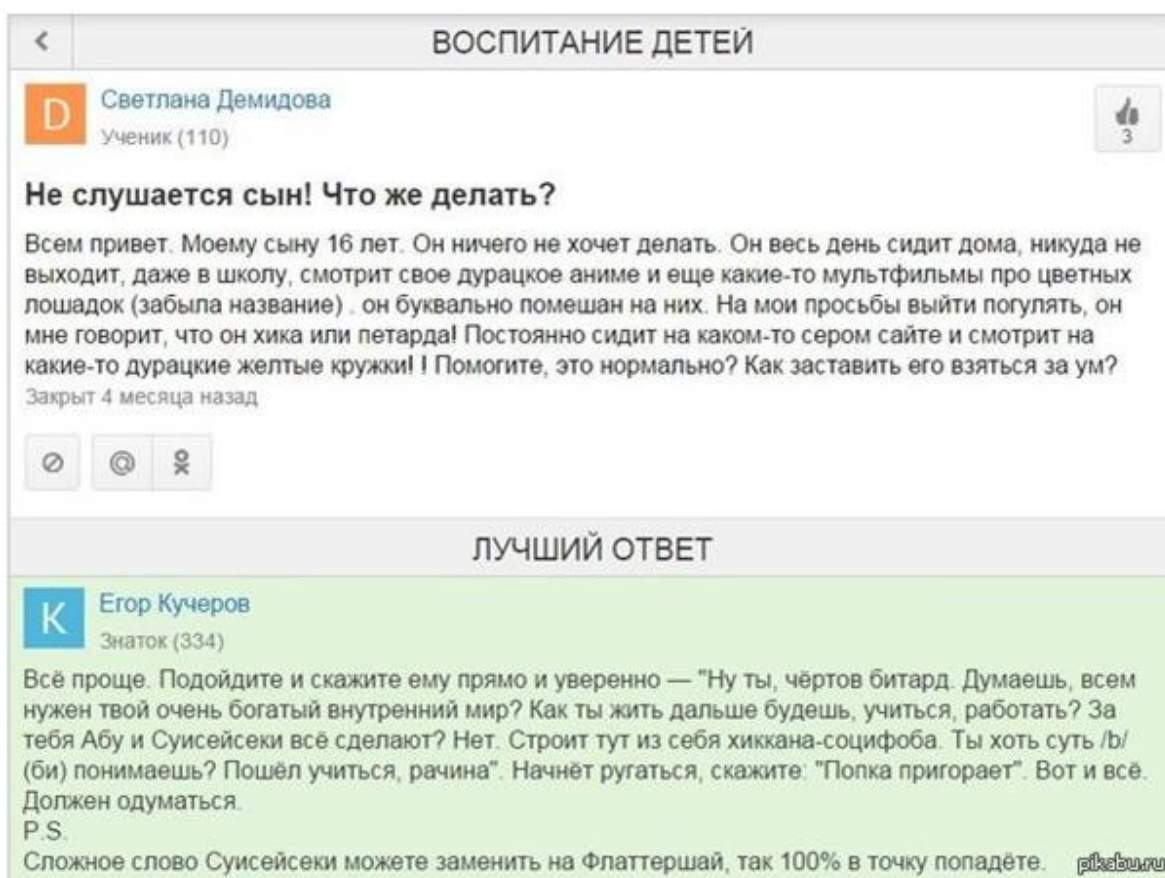 ВОСПИТАНИЕ ДЕТЕЙ
D
Светлана Демидова
Ученик (110)
3
Не слушается сын! Что же делать?
Всем привет. Моему сыну 16 лет. Он ничего не хочет делать. Он весь день сидит дома, никуда не
выходит, даже в школу, смотрит свое дурацкое аниме и еще какие-то мультфильмы про цветных
лошадок (забыла название) . он буквально помешан на них. На мои просьбы выйти погулять, он
мне говорит, что он хика или петарда! Постоянно сидит на каком-то сером сайте и смотрит на
какие-то дурацкие желтые кружки! ! Помогите, это нормально? Как заставить его взяться за ум?
Закрыт 4 месяца назад
ЛУЧШИЙ ОТВЕТ
K
Егор Кучеров
Знаток (334)
Всё проще. Подойдите и скажите ему прямо и уверенно — "Ну ты, чёртов битард. Думаешь, всем
нужен твой очень богатый внутренний мир? Как ты жить дальше будешь, учиться, работать? За
тебя Абу и Суисейсеки всё сделают? Нет. Строит тут из себя хиккана-социфоба. Ты хоть суть /b/
(би) понимаешь? Пошёл учиться, рачина". Начнёт ругаться, скажите: "Попка пригорает". Вот и всё.
Должен одуматься.
P.S.
Сложное слово Суисейсеки можете заменить на Флаттершай, так 100% в точку попадёте.
pikabu.ru